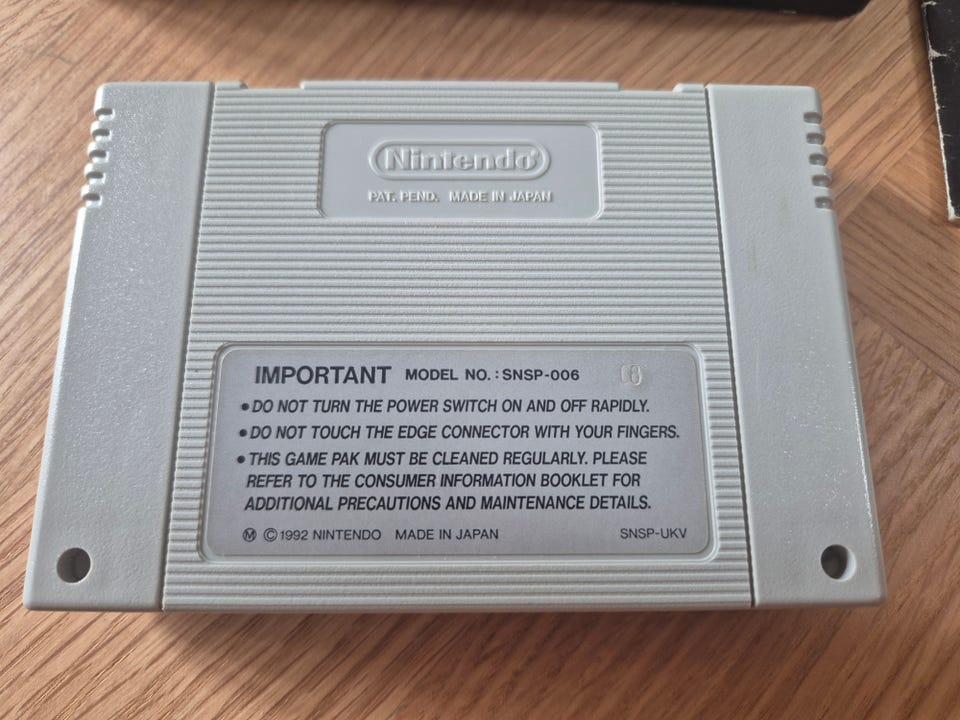 Nintendo®
PAT. PEND. MADE IN JAPAN
IMPORTANT MODEL NO. : SNSP-006
• DO NOT TURN THE POWER SWITCH ON AND OFF RAPIDLY.
• DO NOT TOUCH THE EDGE CONNECTOR WITH YOUR FINGERS.
• THIS GAME PAK MUST BE CLEANED REGULARLY. PLEASE
REFER TO THE CONSUMER INFORMATION BOOKLET FOR
ADDITIONAL PRECAUTIONS AND MAINTENANCE DETAILS.
Ⓜ © 1992 NINTENDO MADE IN JAPAN SNSP-UKV